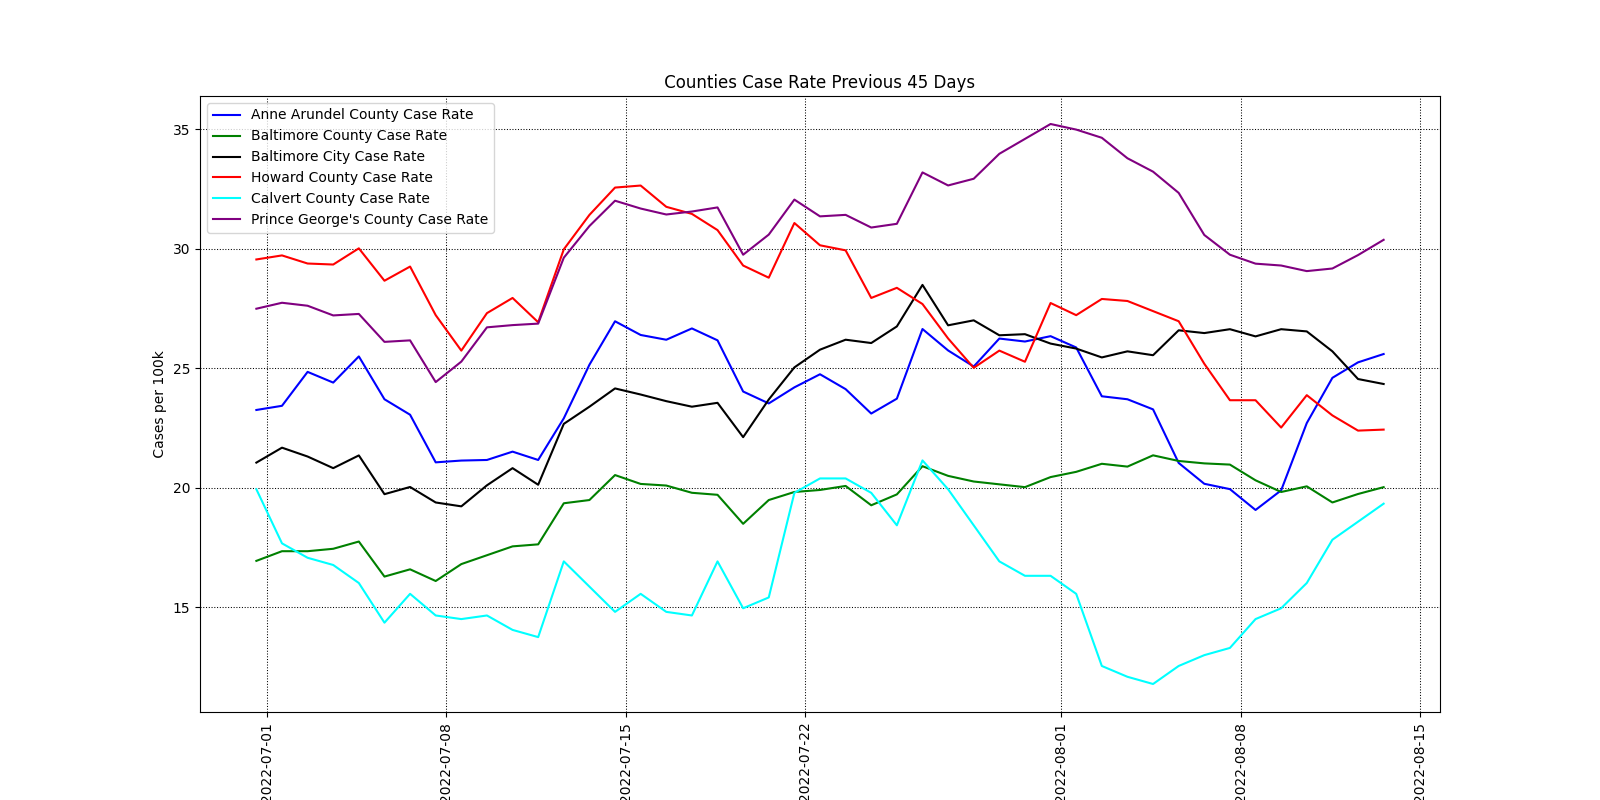 Counties Case Rate Previous 45 Days
Anne Arundel County Case Rate
Baltimore County Case Rate
Baltimore City Case Rate
Howard County Case Rate
Calvert County Case Rate
Prince George's County Case Rate
Cases per 100k
35
30
25
20
15
2022-07-01
2022-07-08
2022-07-15
2022-07-22
2022-08-01
2022-08-08
2022-08-15